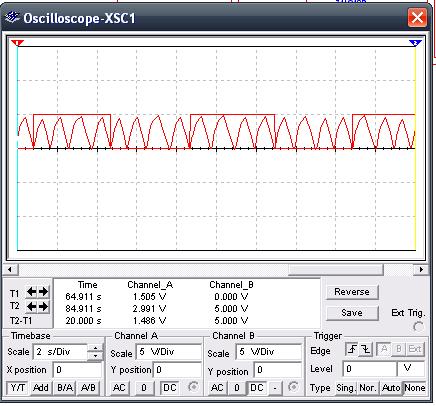 Oscilloscope-XSC1
1 2
Time Channel_A Channel_B
T1 64.911 s 1.505 V 0.000 V
T2 84.911 s 2.991 V 5.000 V
T2-T1 20.000 s 1.486 V 5.000 V
Reverse
Save
Ext Trig.
Timebase Channel A Channel B Trigger
Scale 2 s/Div Scale 5 V/Div Scale 5 V/Div Edge A B Ext
X position 0 Y position 0 Y position 0 Level 0 V
Y/T Add B/A A/B AC 0 DC AC 0 DC - Type Sing. Nor. Auto None